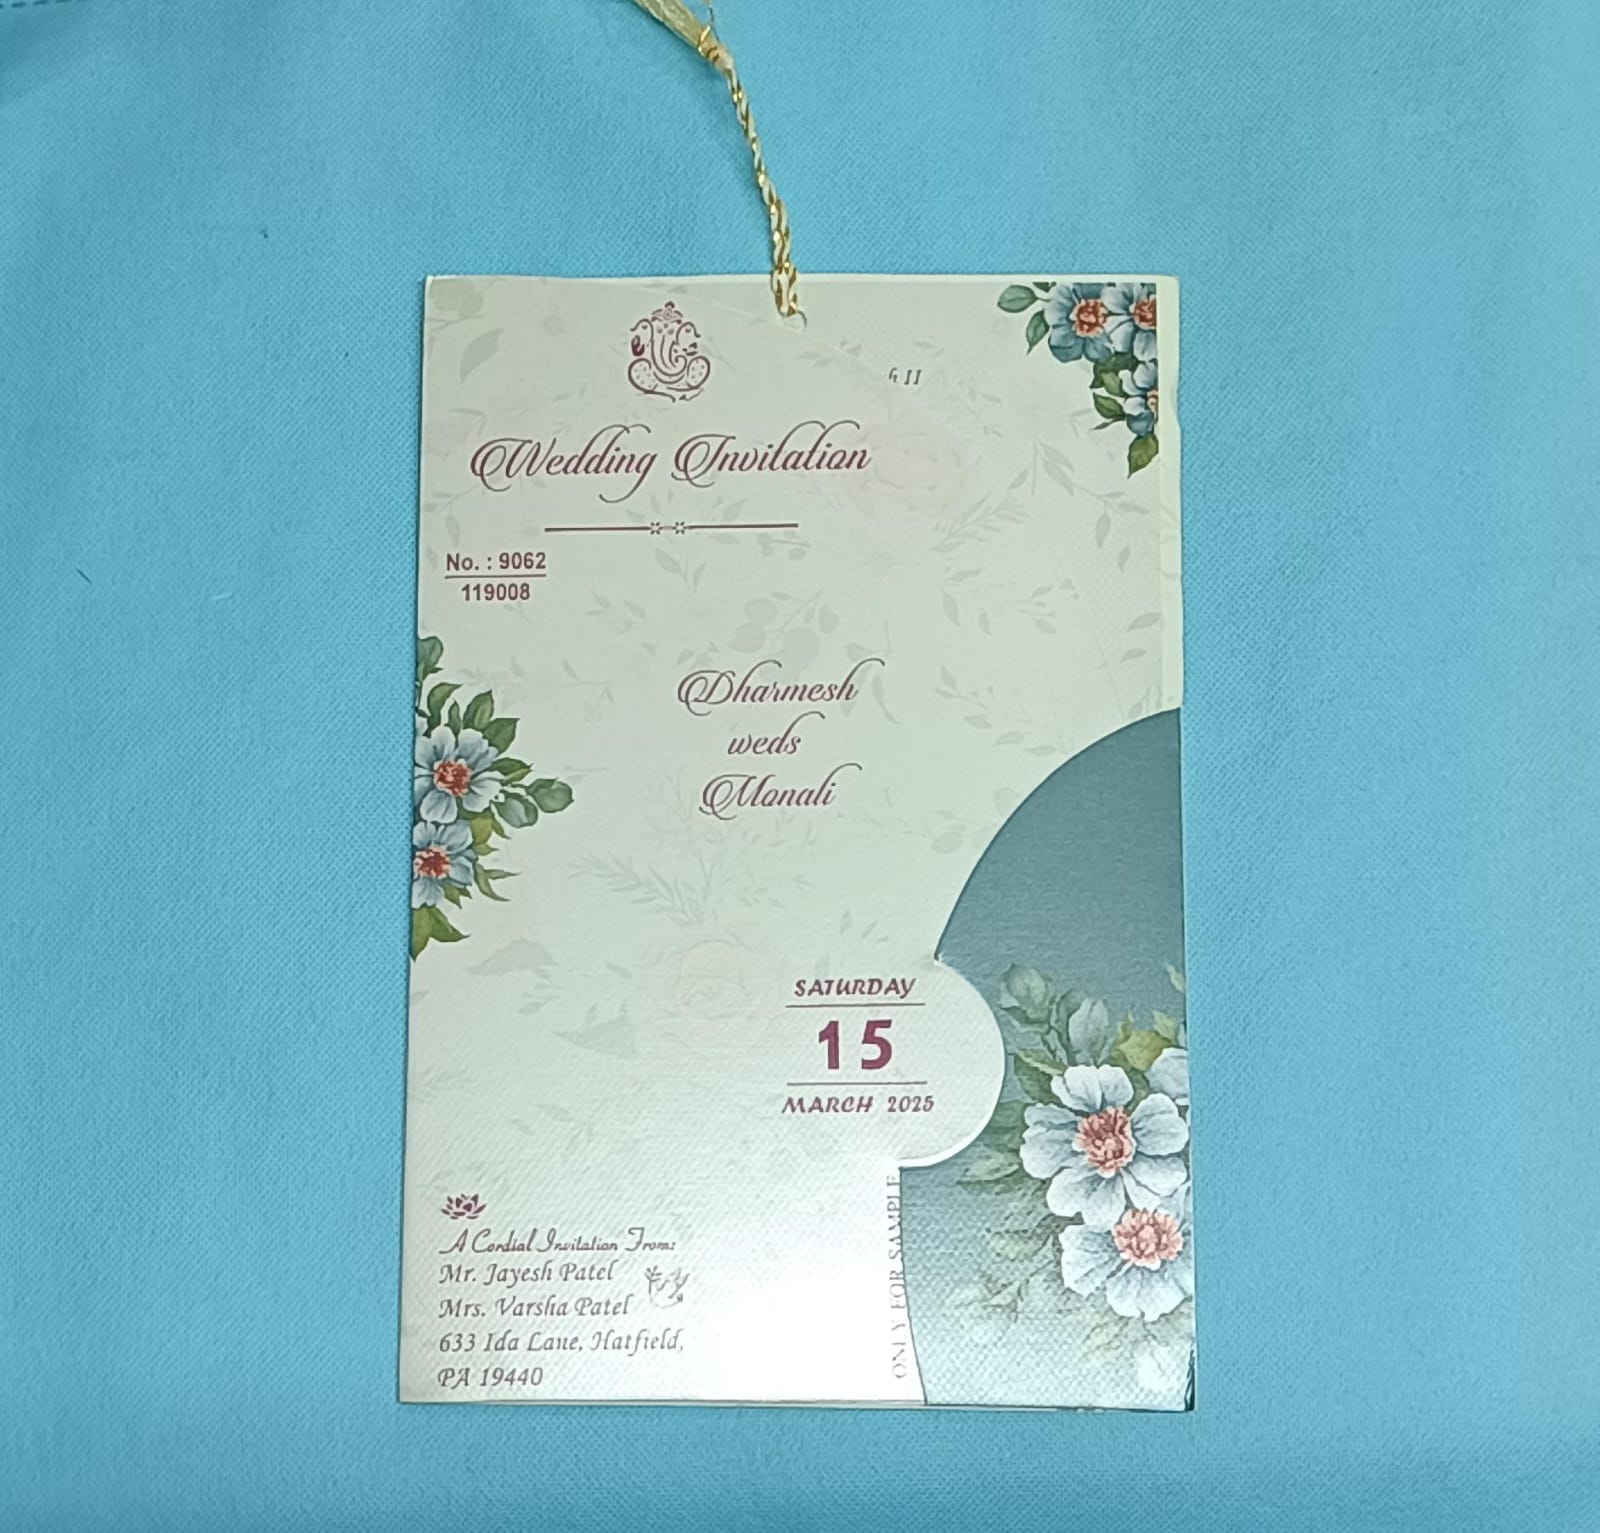 h II
Wedding Invitation
No. : 9062
119008
Dharmesh
weds
Monali
SATURDAY
15
MARCH 2025
A Cordial Invitation From:
Mr. Jayesh Patel
Mrs. Varsha Patel
633 Ida Lane, Hatfield,
PA 19440
ONLY FOR SAMPLE